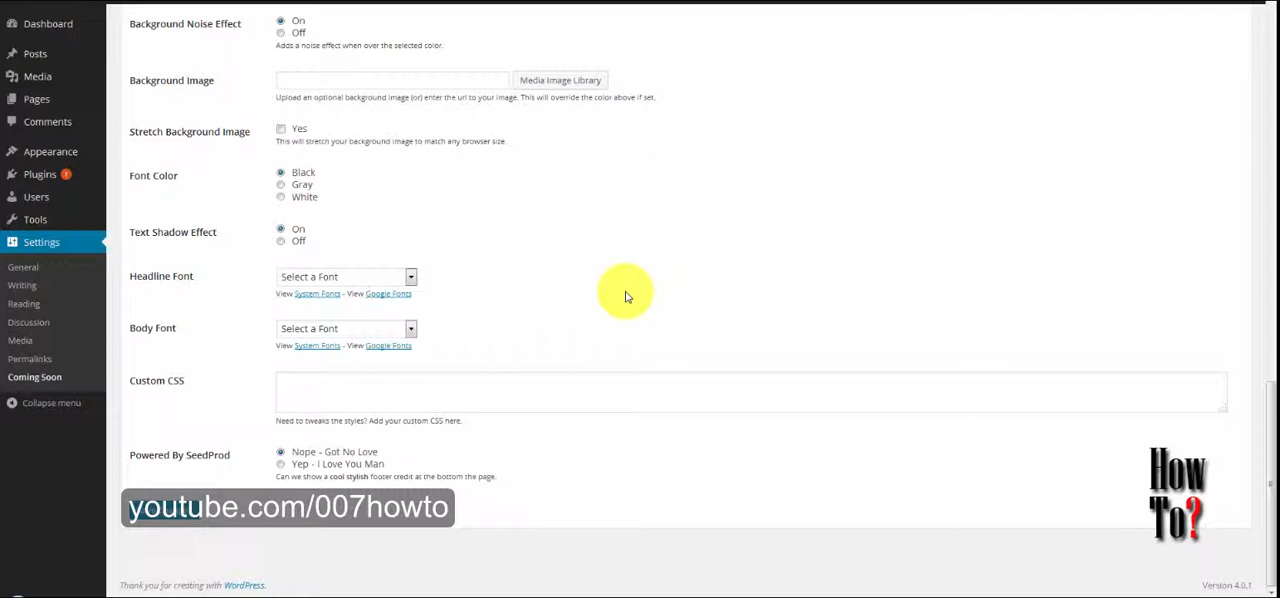 Dashboard
Posts
Media
Pages
Comments
Appearance
Plugins 1
Users
Tools
Settings
General
Writing
Reading
Discussion
Media
Permalinks
Coming Soon
Collapse menu
Background Noise Effect
On
Off
Adds a noise effect when over the selected color.
Background Image
Media Image Library
Upload an optional background image (or) enter the url to your image. This will override the color above if set.
Stretch Background Image
Yes
This will stretch your background image to match any browser size.
Font Color
Black
Gray
White
Text Shadow Effect
On
Off
Headline Font
Select a Font
View System Fonts - View Google Fonts
Body Font
Select a Font
View System Fonts - View Google Fonts
Custom CSS
Need to tweaks the styles? Add your custom CSS here.
Powered By SeedProd
Nope - Got No Love
Yep - I Love You Man
Can we show a cool stylish footer credit at the bottom the page.
youtube.com/007howto
How
To?
Thank you for creating with WordPress.
Version 4.0.1